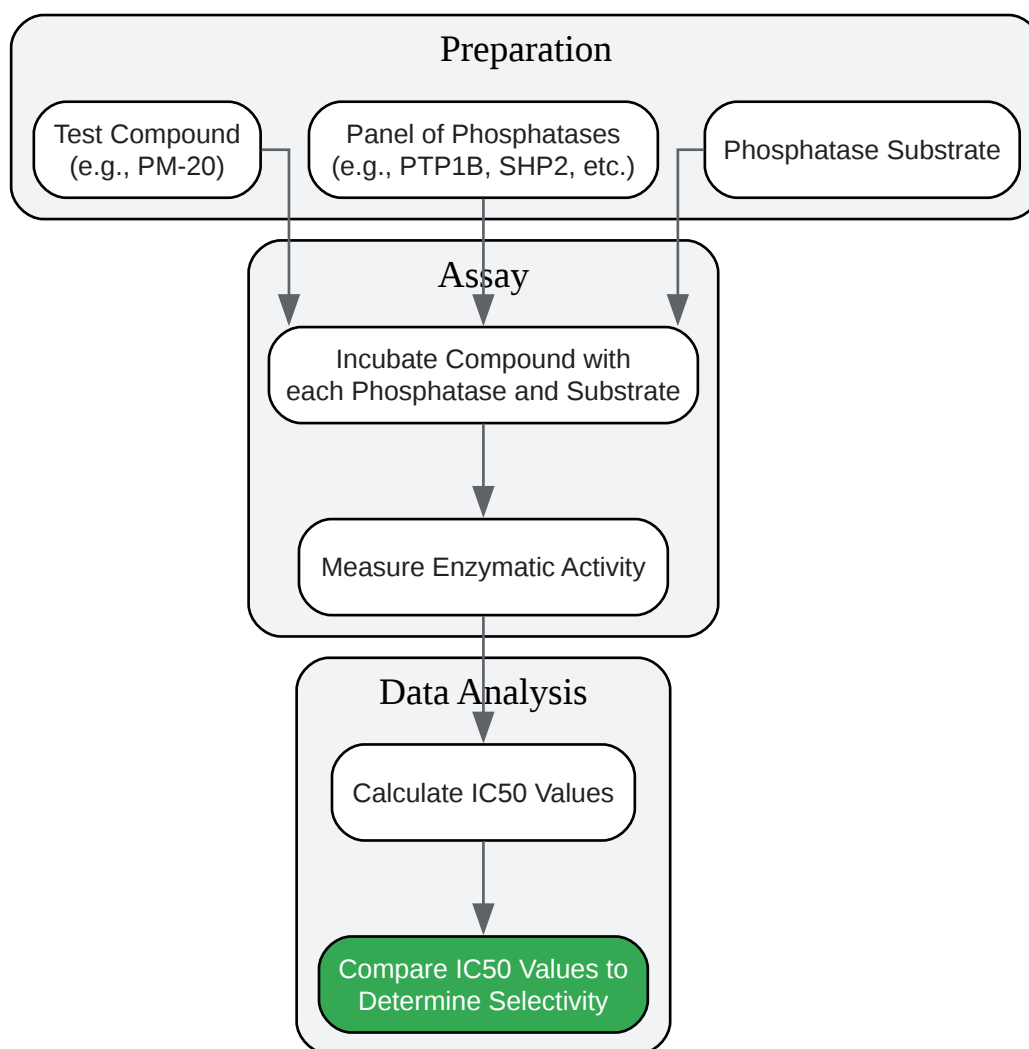 Preparation
Test Compound
(e.g., PM-20)
Panel of Phosphatases
(e.g., PTP1B, SHP2, etc.)
Phosphatase Substrate
Assay
Incubate Compound with
each Phosphatase and Substrate
Measure Enzymatic Activity
Data Analysis
Calculate IC50 Values
Compare IC50 Values to
Determine Selectivity